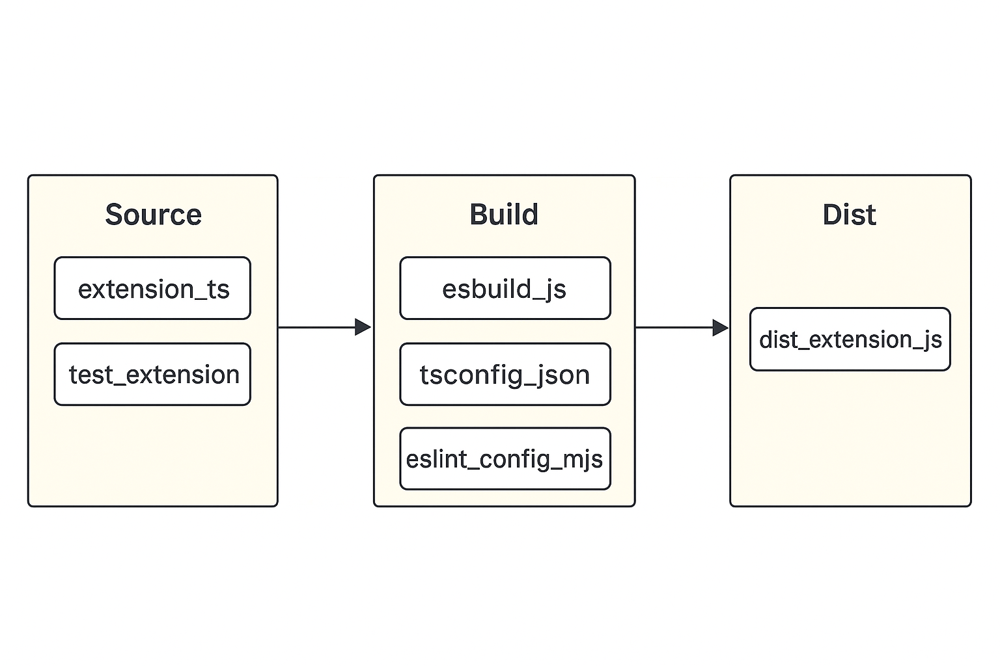 Source
extension_ts
test_extension
Build
esbuild_js
tsconfig_json
eslint_config_mjs
Dist
dist_extension_js